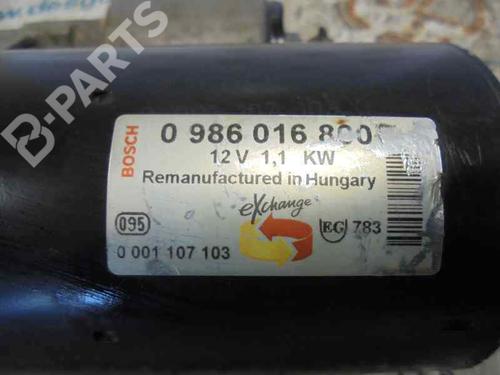 BOSCH
0 986 016 800
12 V 1,1 KW
Remanufactured in Hungary
eXchange
095
EG 783
0 001 107 103
B-PARTS